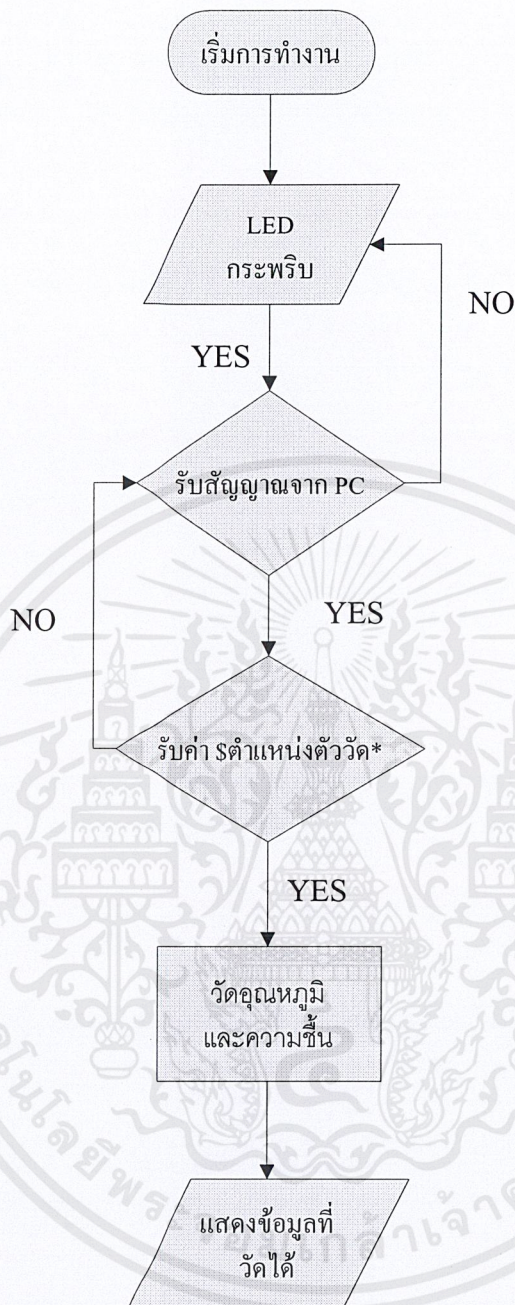 เริ่มการทำงาน
LED
กระพริบ
NO
YES
รับสัญญาณจาก PC
NO
YES
รับค่า $ตำแหน่งตัววัด*
YES
วัดอุณหภูมิ
และความชื้น
แสดงข้อมูลที่
วัดได้